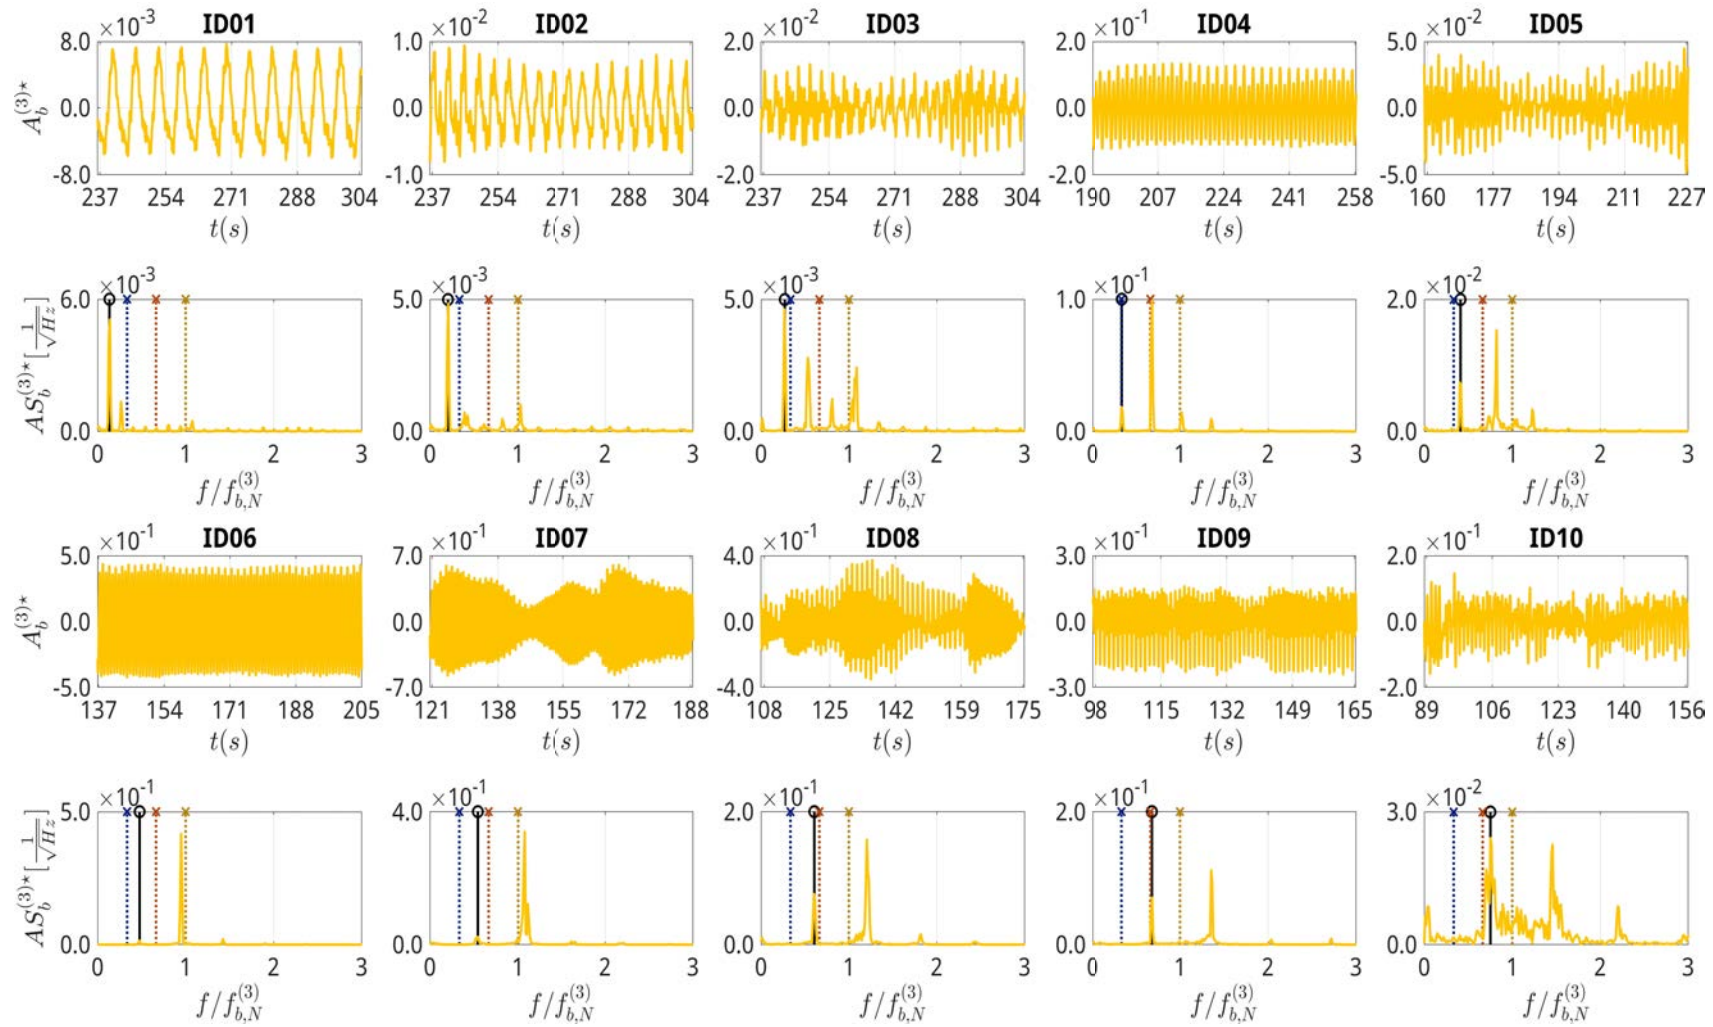 ×10⁻³ ID01 ×10⁻² ID02 ×10⁻² ID03 ×10⁻¹ ID04 ×10⁻² ID05
8.0 1.0 2.0 2.0 5.0
A_b^{(3)⋆} 0.0 0.0 0.0 0.0 0.0
-8.0 -1.0 -2.0 -2.0 -5.0
237 254 271 288 304 237 254 271 288 304 237 254 271 288 304 190 207 224 241 258 160 177 194 211 227
t(s) t(s) t(s) t(s) t(s)
×10⁻³ ×10⁻³ ×10⁻³ ×10⁻¹ ×10⁻²
6.0 5.0 5.0 1.0 2.0
AS_b^{(3)⋆}[1/√Hz]
0.0 0.0 0.0 0.0 0.0
0 1 2 3 0 1 2 3 0 1 2 3 0 1 2 3 0 1 2 3
f/f_{b,N}^{(3)} f/f_{b,N}^{(3)} f/f_{b,N}^{(3)} f/f_{b,N}^{(3)} f/f_{b,N}^{(3)}
×10⁻¹ ID06 ×10⁻¹ ID07 ×10⁻¹ ID08 ×10⁻¹ ID09 ×10⁻¹ ID10
5.0 7.0 4.0 3.0 2.0
A_b^{(3)⋆} 0.0 0.0 0.0 0.0 0.0
-5.0 -7.0 -4.0 -3.0 -2.0
137 154 171 188 205 121 138 155 172 188 108 125 142 159 175 98 115 132 149 165 89 106 123 140 156
t(s) t(s) t(s) t(s) t(s)
×10⁻¹ ×10⁻¹ ×10⁻¹ ×10⁻¹ ×10⁻²
5.0 4.0 2.0 2.0 3.0
AS_b^{(3)⋆}[1/√Hz]
0.0 0.0 0.0 0.0 0.0
0 1 2 3 0 1 2 3 0 1 2 3 0 1 2 3 0 1 2 3
f/f_{b,N}^{(3)} f/f_{b,N}^{(3)} f/f_{b,N}^{(3)} f/f_{b,N}^{(3)} f/f_{b,N}^{(3)}